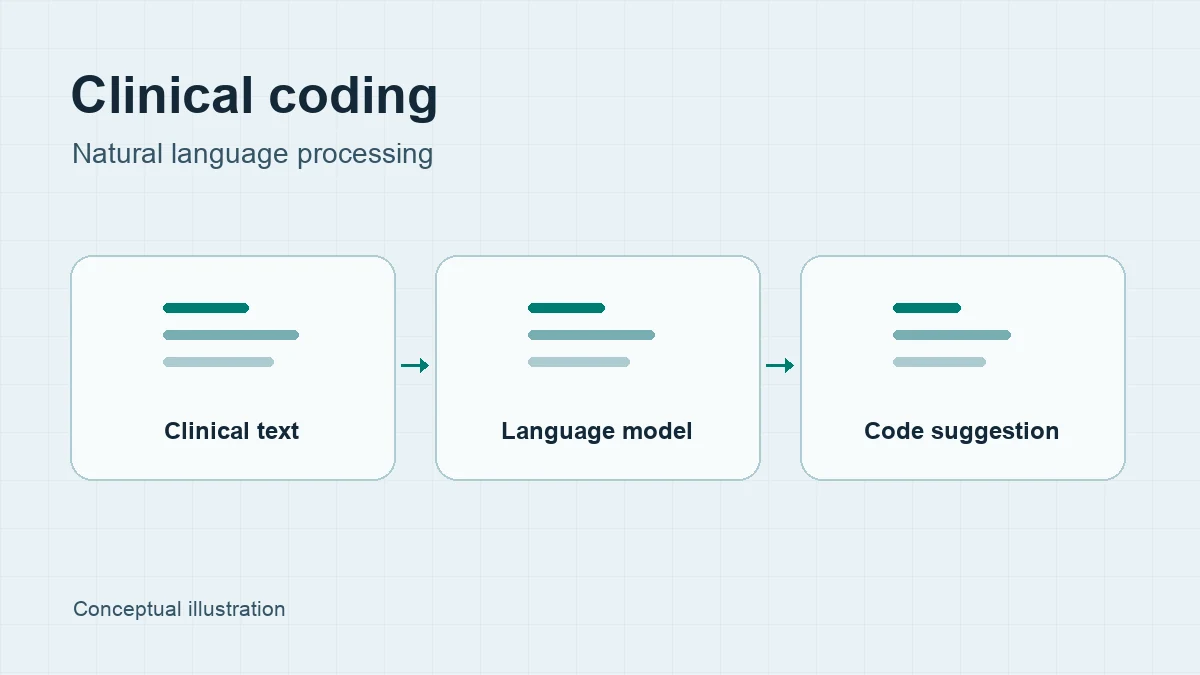 Clinical coding
Natural language processing
Clinical text
Language model
Code suggestion
Conceptual illustration